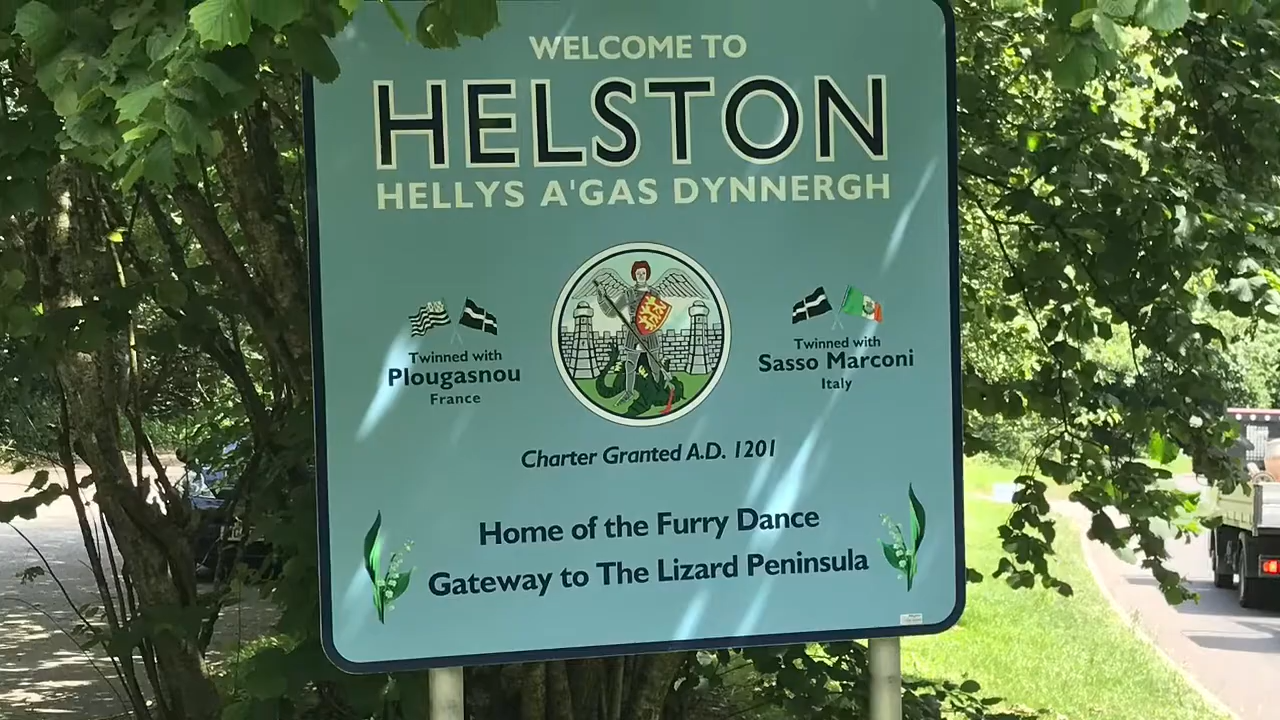 WELCOME TO
HELSTON
HELLYS A'GAS DYNNERGH
Twinned with
Plougasnou
France
Twinned with
Sasso Marconi
Italy
Charter Granted A.D. 1201
Home of the Furry Dance
Gateway to The Lizard Peninsula